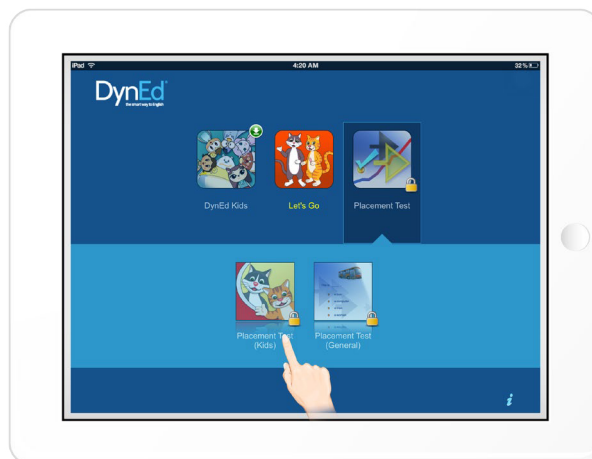 iPad
4:20 AM
32%
DynEd
the smart way to English
DynEd Kids
Let's Go
Placement Test
Placement Test
(Kids)
Placement Test
(General)
i